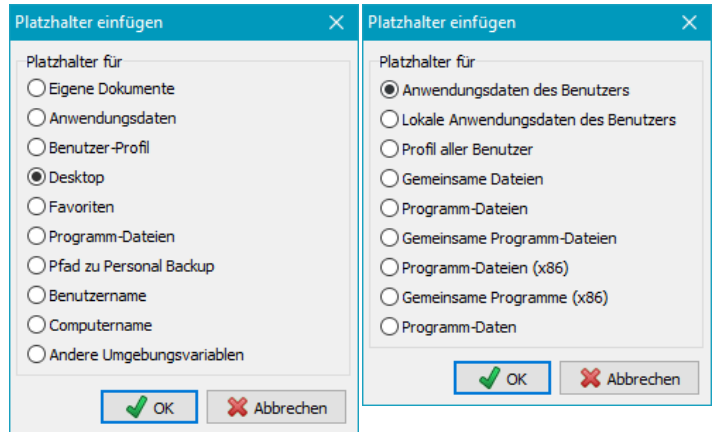 Platzhalter einfügen
Platzhalter für
Eigene Dokumente
Anwendungsdaten
Benutzer-Profil
Desktop
Favoriten
Programm-Dateien
Pfad zu Personal Backup
Benutzername
Computername
Andere Umgebungsvariablen
OK
Abbrechen
Platzhalter einfügen
Platzhalter für
Anwendungsdaten des Benutzers
Lokale Anwendungsdaten des Benutzers
Profil aller Benutzer
Gemeinsame Dateien
Programm-Dateien
Gemeinsame Programm-Dateien
Programm-Dateien (x86)
Gemeinsame Programme (x86)
Programm-Daten
OK
Abbrechen